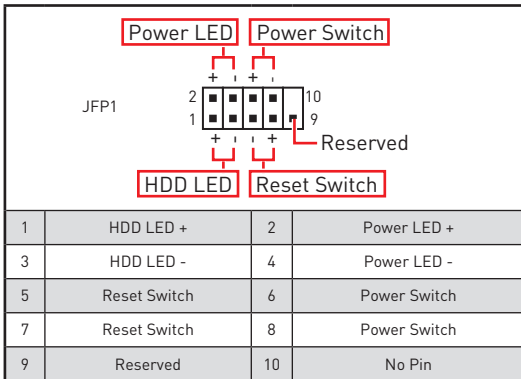 Power LED Power Switch
+ - + -
JFP1
2 10
1 9
+ - - +
Reserved
HDD LED Reset Switch
1 HDD LED + 2 Power LED +
3 HDD LED - 4 Power LED -
5 Reset Switch 6 Power Switch
7 Reset Switch 8 Power Switch
9 Reserved 10 No Pin